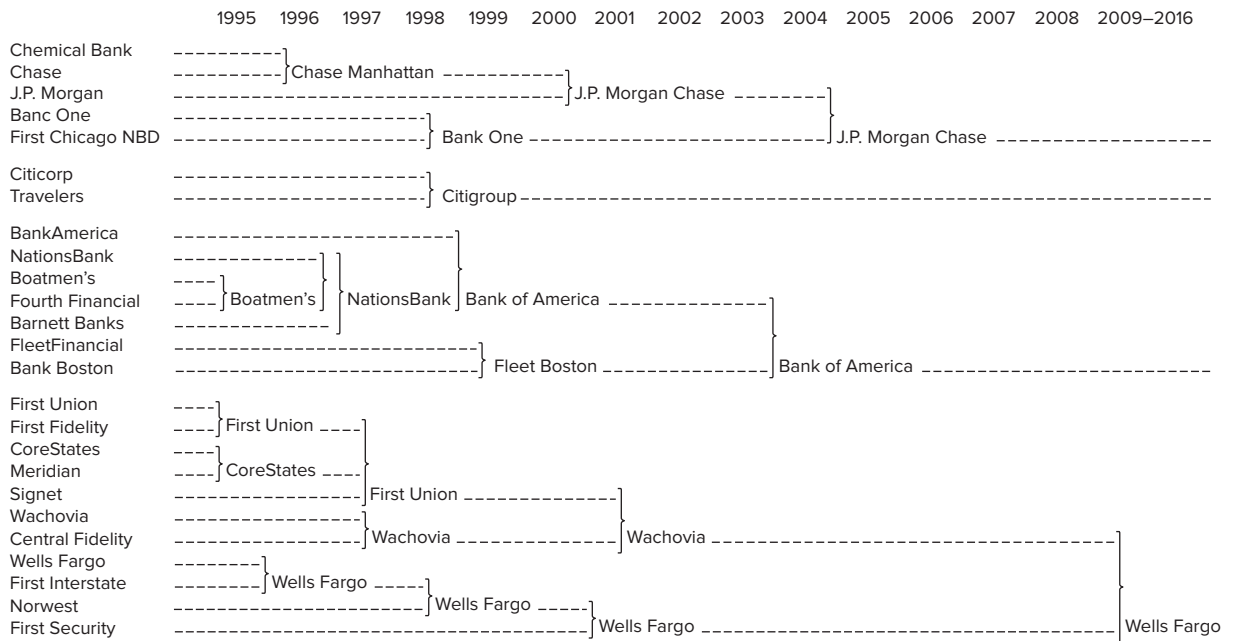 1995 1996 1997 1998 1999 2000 2001 2002 2003 2004 2005 2006 2007 2008 2009–2016
Chemical Bank
Chase Chase Manhattan
J.P. Morgan J.P. Morgan Chase
Banc One
First Chicago NBD Bank One J.P. Morgan Chase
Citicorp
Travelers Citigroup
BankAmerica
NationsBank
Boatmen's
Fourth Financial Boatmen's NationsBank Bank of America
Barnett Banks
FleetFinancial
Bank Boston Fleet Boston Bank of America
First Union
First Fidelity First Union
CoreStates
Meridian CoreStates
Signet First Union
Wachovia
Central Fidelity Wachovia Wachovia
Wells Fargo
First Interstate Wells Fargo
Norwest Wells Fargo
First Security Wells Fargo Wells Fargo